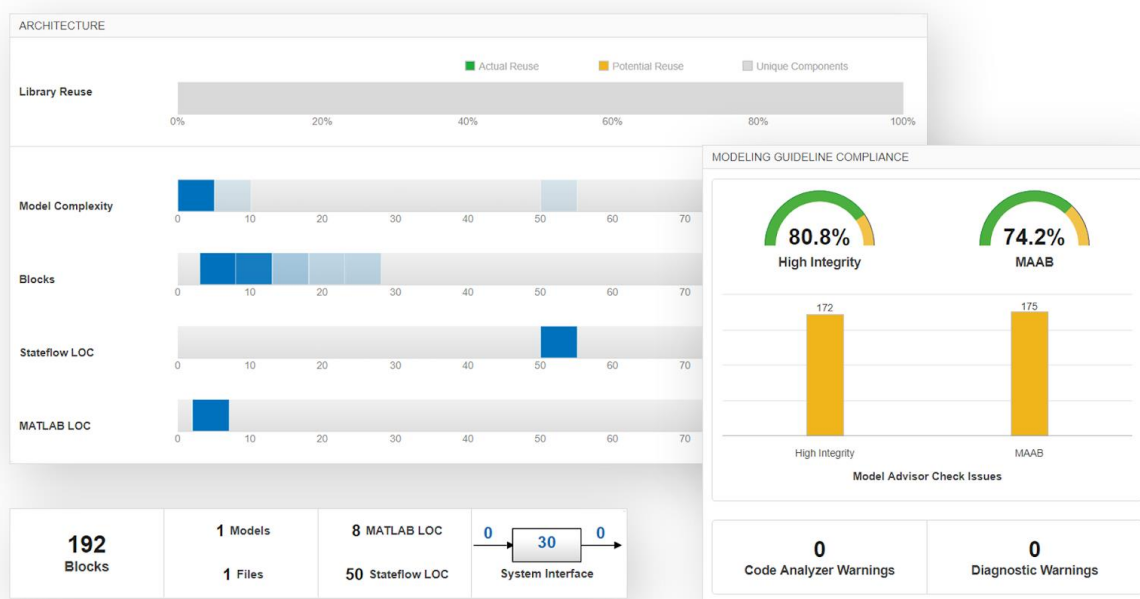 ARCHITECTURE
Actual Reuse Potential Reuse Unique Components
Library Reuse
0% 20% 40% 60% 80% 100%
Model Complexity
0 10 20 30 40 50 60 70
Blocks
0 10 20 30 40 50 60 70
Stateflow LOC
0 10 20 30 40 50 60 70
MATLAB LOC
0 10 20 30 40 50 60 70
MODELING GUIDELINE COMPLIANCE
80.8% 74.2%
High Integrity MAAB
172 175
High Integrity MAAB
Model Advisor Check Issues
0 0
Code Analyzer Warnings Diagnostic Warnings
192
Blocks
1 Models
1 Files
8 MATLAB LOC
50 Stateflow LOC
0 30 0
System Interface